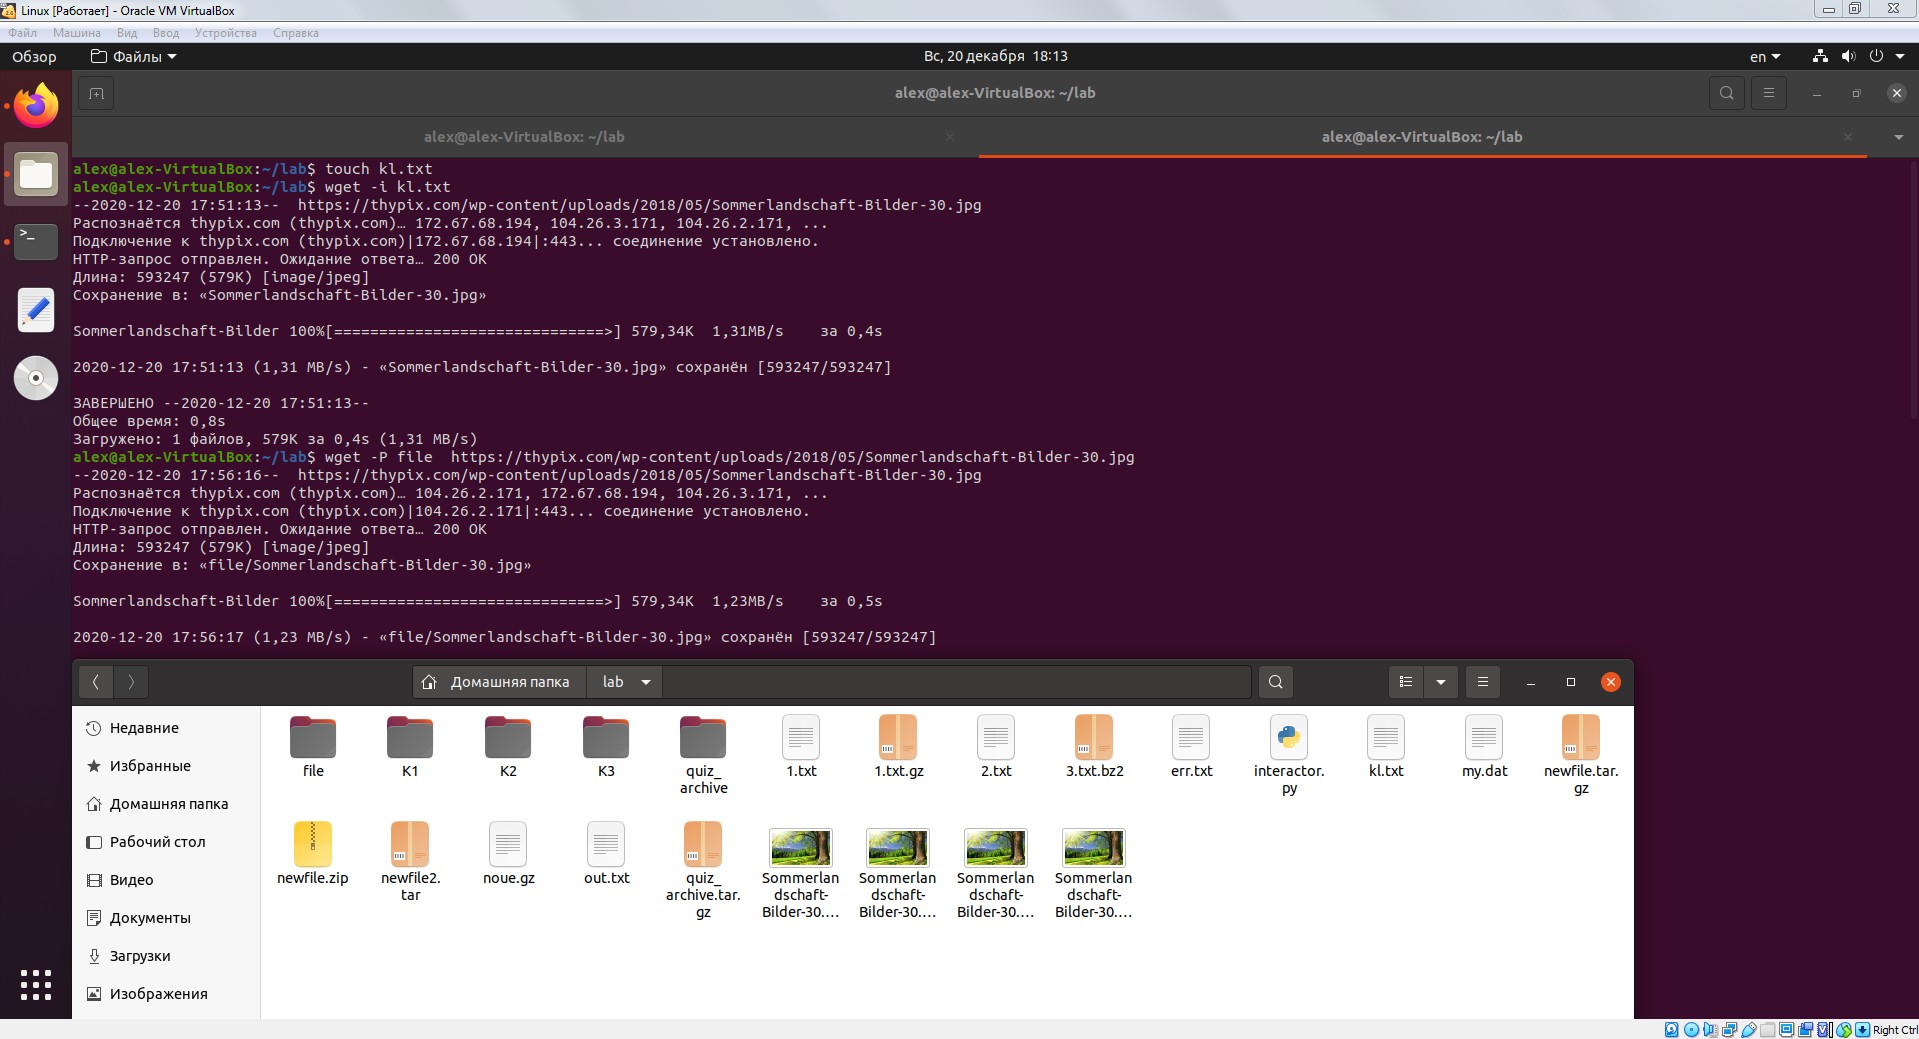 Linux [Работает] - Oracle VM VirtualBox
Файл Машина Вид Ввод Устройства Справка
Обзор Файлы Вс, 20 декабря 18:13 en
alex@alex-VirtualBox: ~/lab
alex@alex-VirtualBox: ~/lab alex@alex-VirtualBox: ~/lab
alex@alex-VirtualBox:~/lab$ touch kl.txt
alex@alex-VirtualBox:~/lab$ wget -i kl.txt
--2020-12-20 17:51:13--  https://thypix.com/wp-content/uploads/2018/05/Sommerlandschaft-Bilder-30.jpg
Распознаётся thypix.com (thypix.com)… 172.67.68.194, 104.26.3.171, 104.26.2.171, ...
Подключение к thypix.com (thypix.com)|172.67.68.194|:443... соединение установлено.
HTTP-запрос отправлен. Ожидание ответа… 200 OK
Длина: 593247 (579K) [image/jpeg]
Сохранение в: «Sommerlandschaft-Bilder-30.jpg»
Sommerlandschaft-Bilder 100%[==============================>] 579,34K  1,31MB/s    за 0,4s
2020-12-20 17:51:13 (1,31 MB/s) - «Sommerlandschaft-Bilder-30.jpg» сохранён [593247/593247]
ЗАВЕРШЕНО --2020-12-20 17:51:13--
Общее время: 0,8s
Загружено: 1 файлов, 579K за 0,4s (1,31 MB/s)
alex@alex-VirtualBox:~/lab$ wget -P file  https://thypix.com/wp-content/uploads/2018/05/Sommerlandschaft-Bilder-30.jpg
--2020-12-20 17:56:16--  https://thypix.com/wp-content/uploads/2018/05/Sommerlandschaft-Bilder-30.jpg
Распознаётся thypix.com (thypix.com)… 104.26.2.171, 172.67.68.194, 104.26.3.171, ...
Подключение к thypix.com (thypix.com)|104.26.2.171|:443... соединение установлено.
HTTP-запрос отправлен. Ожидание ответа… 200 OK
Длина: 593247 (579K) [image/jpeg]
Сохранение в: «file/Sommerlandschaft-Bilder-30.jpg»
Sommerlandschaft-Bilder 100%[==============================>] 579,34K  1,23MB/s    за 0,5s
2020-12-20 17:56:17 (1,23 MB/s) - «file/Sommerlandschaft-Bilder-30.jpg» сохранён [593247/593247]
Домашняя папка lab
Недавние
Избранные
Домашняя папка
Рабочий стол
Видео
Документы
Загрузки
Изображения
file K1 K2 K3 quiz_ 1.txt 1.txt.gz 2.txt 3.txt.bz2 err.txt interactor. kl.txt my.dat newfile.tar.
archive py gz
newfile.zip newfile2. noue.gz out.txt quiz_ Sommerlan Sommerlan Sommerlan Sommerlan
tar archive.tar. dschaft- dschaft- dschaft- dschaft-
gz Bilder-30.… Bilder-30.… Bilder-30.… Bilder-30.…
Right Ctrl